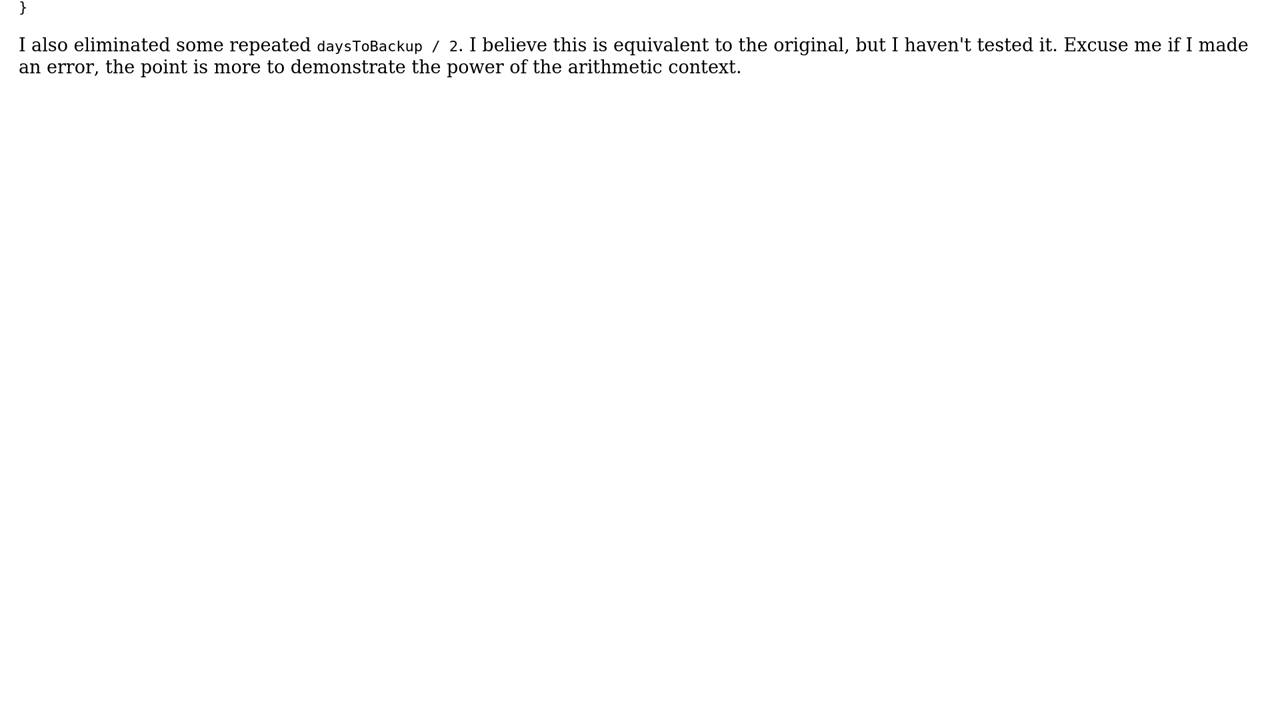 }
I also eliminated some repeated daysToBackup / 2. I believe this is equivalent to the original, but I haven't tested it. Excuse me if I made
an error, the point is more to demonstrate the power of the arithmetic context.